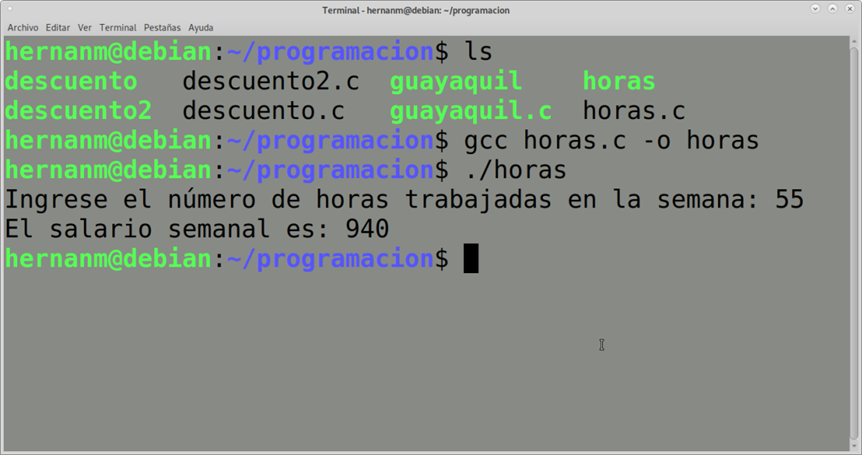 Terminal - hernanm@debian: ~/programacion
Archivo Editar Ver Terminal Pestañas Ayuda
hernanm@debian:~/programacion$ ls
descuento descuento2.c guayaquil horas
descuento2 descuento.c guayaquil.c horas.c
hernanm@debian:~/programacion$ gcc horas.c -o horas
hernanm@debian:~/programacion$ ./horas
Ingrese el número de horas trabajadas en la semana: 55
El salario semanal es: 940
hernanm@debian:~/programacion$